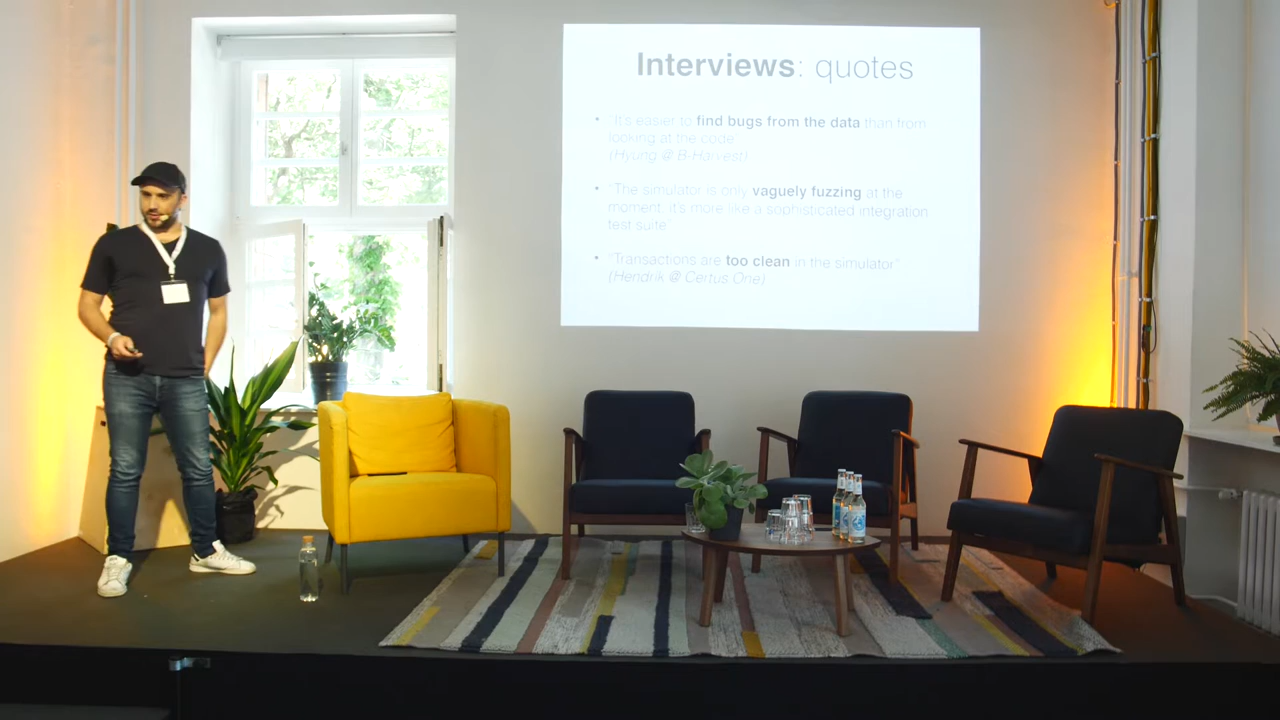 Interviews: quotes
• "It's easier to find bugs from the data than from
looking at the code"
(Hyung @ B-Harvest)
• "The simulator is only vaguely fuzzing at the
moment, it's more like a sophisticated integration
test suite"
• "Transactions are too clean in the simulator"
(Hendrik @ Certus One)